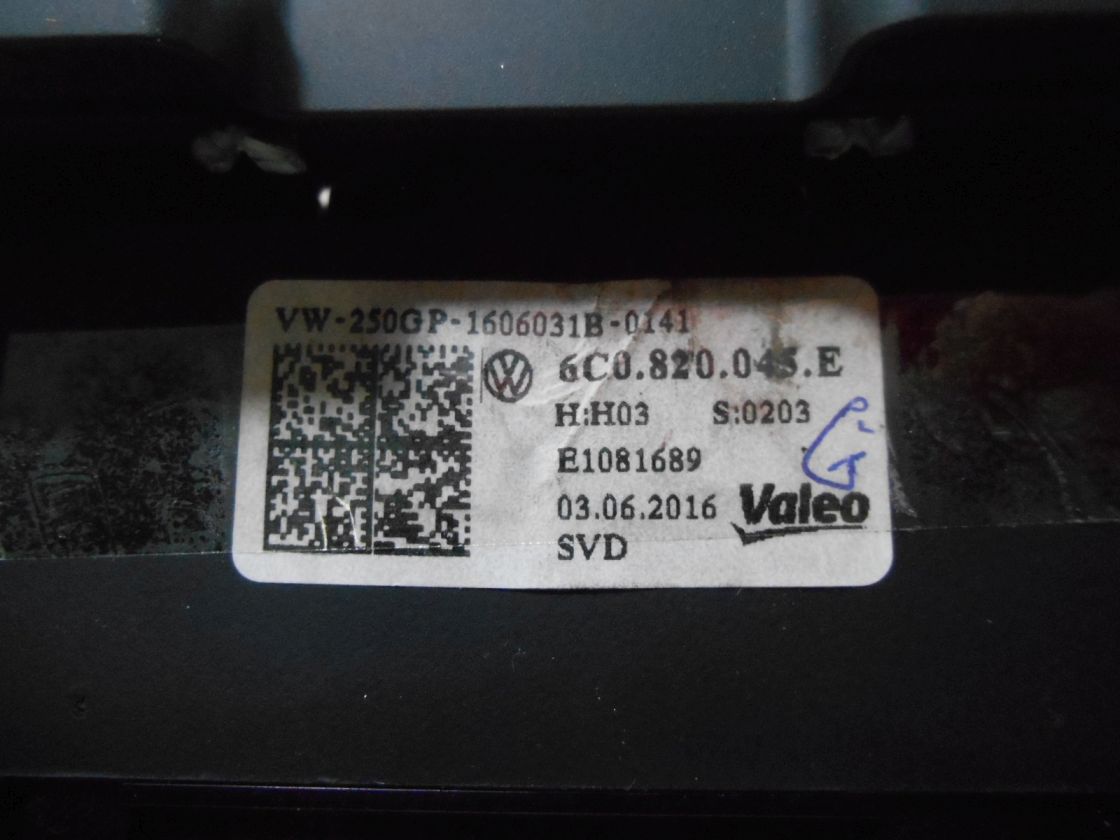 VW-250GP-1606031B-0141
6C0.820.045.E
H:H03 S:0203
E1081689
03.06.2016 Valeo
SVD